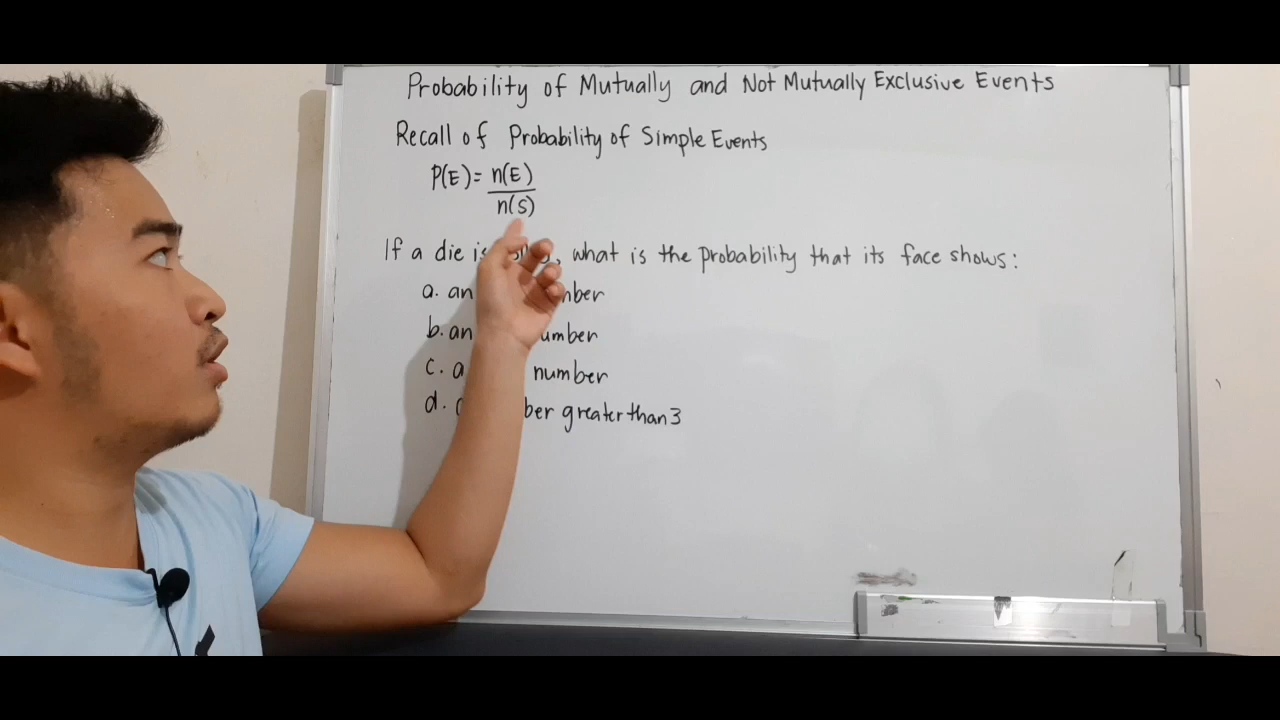 Probability of Mutually and Not Mutually Exclusive Events
Recall of Probability of Simple Events
P(E) = n(E)
n(S)
If a die is , what is the probability that its face shows:
a. an mber
b. an umber
c. a number
d. ber greater than 3